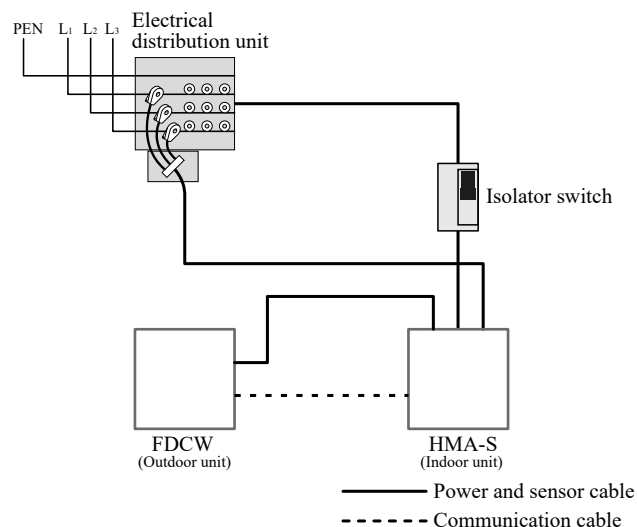 Electrical
distribution unit
PEN L₁ L₂ L₃
Isolator switch
FDCW
(Outdoor unit)
HMA-S
(Indoor unit)
Power and sensor cable
Communication cable